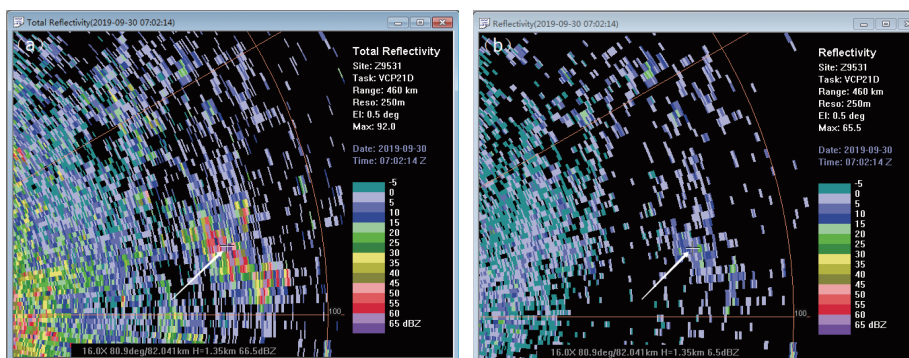 Total Reflectivity(2019-09-30 07:02:14)
(a)
Total Reflectivity
Site: Z9531
Task: VCP21D
Range: 460 km
Reso: 250m
El: 0.5 deg
Max: 92.0
Date: 2019-09-30
Time: 07:02:14 Z
-5
0
5
10
15
20
25
30
35
40
45
50
55
60
65 dBZ
100
16.0X 80.9deg/82.041km H=1.35km 66.5dBZ
Reflectivity(2019-09-30 07:02:14)
(b)
Reflectivity
Site: Z9531
Task: VCP21D
Range: 460 km
Reso: 250m
El: 0.5 deg
Max: 65.5
Date: 2019-09-30
Time: 07:02:14 Z
-5
0
5
10
15
20
25
30
35
40
45
50
55
60
65 dBZ
100
16.0X 80.9deg/82.041km H=1.35km 6.5dBZ